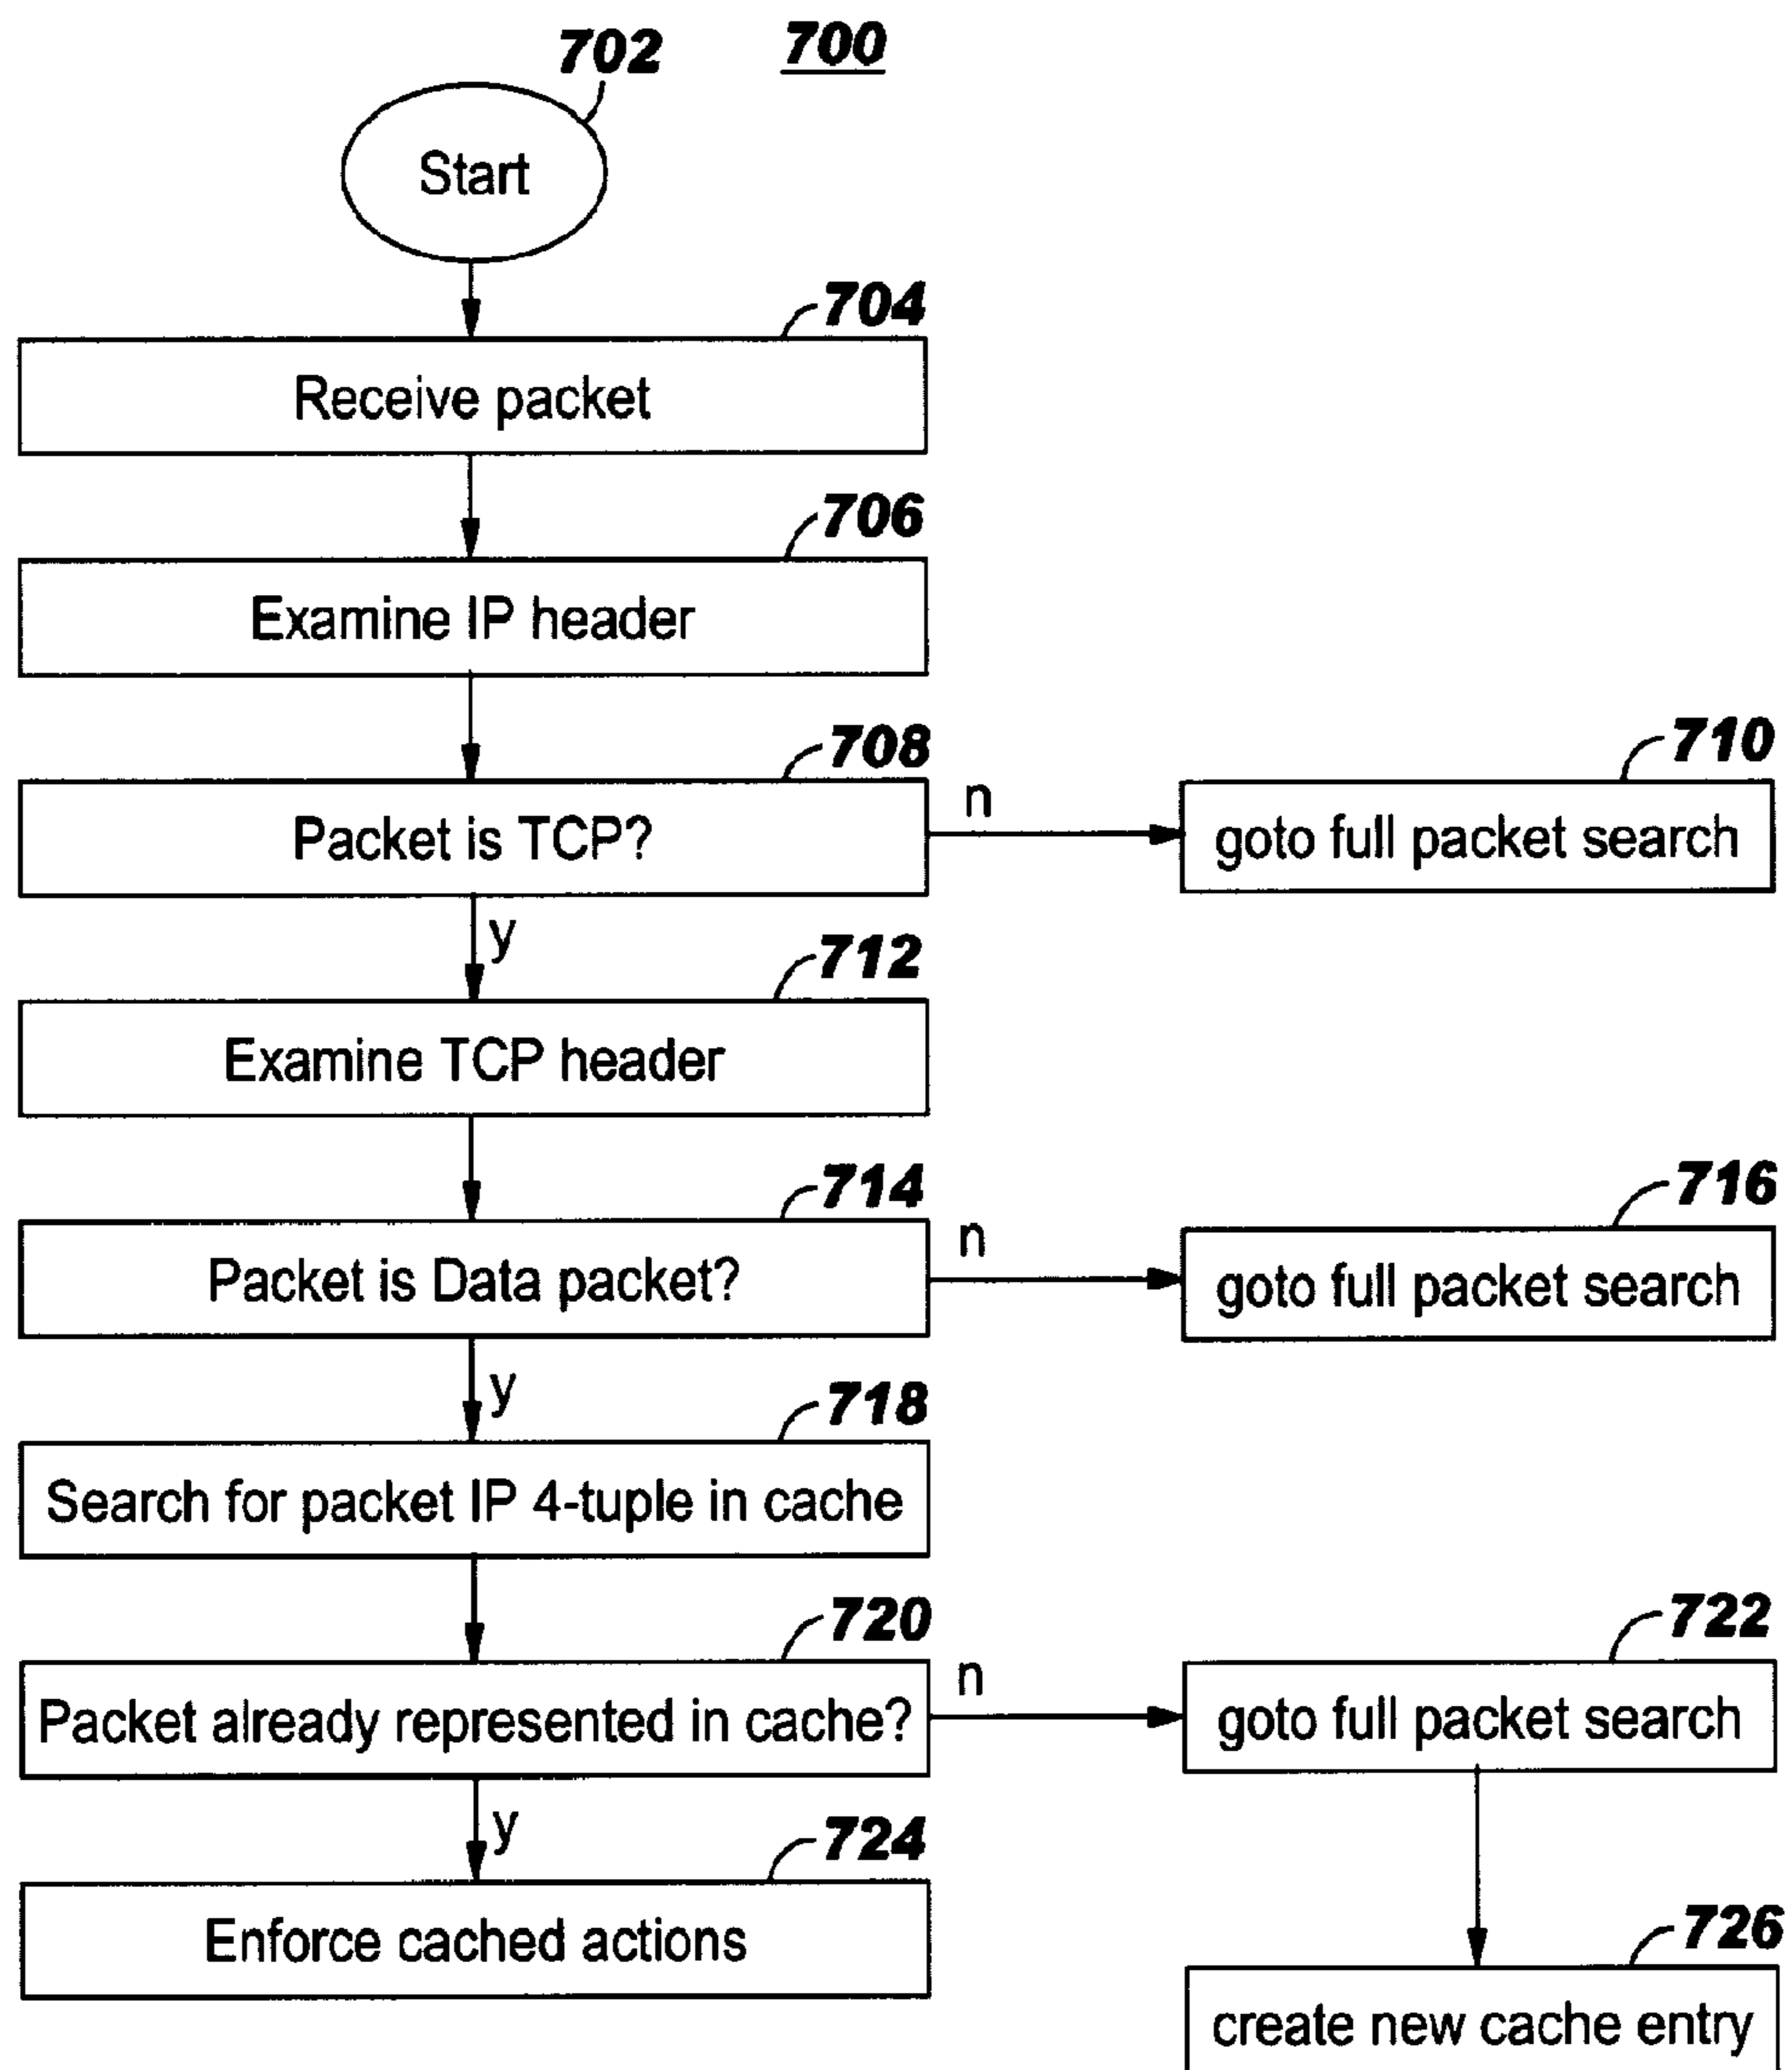 702
700
Start
704
Receive packet
706
Examine IP header
708
Packet is TCP?
n
710
goto full packet search
y
712
Examine TCP header
714
Packet is Data packet?
n
716
goto full packet search
y
718
Search for packet IP 4-tuple in cache
720
Packet already represented in cache?
n
722
goto full packet search
y
724
Enforce cached actions
726
create new cache entry